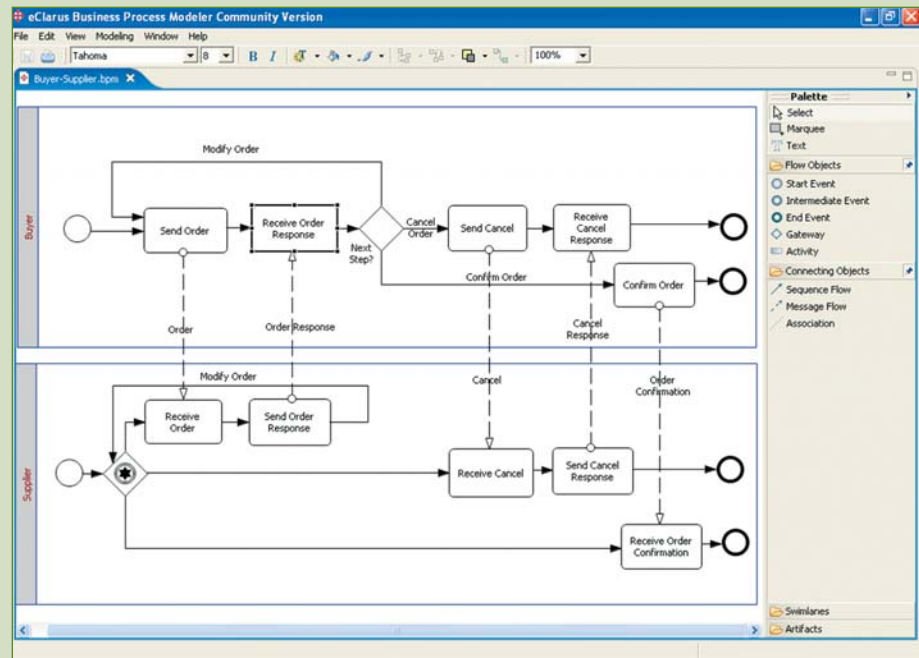 eClarus Business Process Modeler Community Version
File Edit View Modeling Window Help
Tahoma 8 B I 100%
Buyer-Supplier.bpm
Palette
Select
Marquee
Text
Flow Objects
Start Event
Intermediate Event
End Event
Gateway
Activity
Connecting Objects
Sequence Flow
Message Flow
Association
Swimlanes
Artifacts
Buyer
Modify Order
Send Order
Receive Order
Response
Next
Step?
Cancel
Order
Send Cancel
Receive
Cancel
Response
Confirm Order
Confirm Order
Order
Order Response
Cancel
Cancel
Response
Order
Confirmation
Supplier
Modify Order
Receive
Order
Send Order
Response
Receive Cancel
Send Cancel
Response
Receive Order
Confirmation